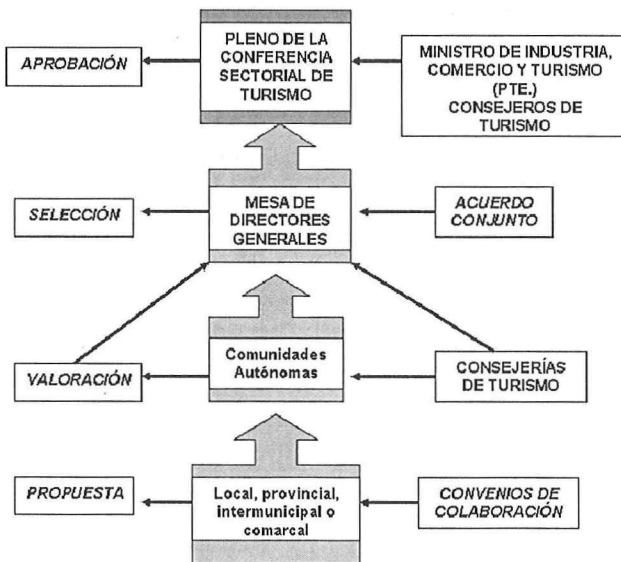 APROBACIÓN
PLENO DE LA
CONFERENCIA
SECTORIAL DE
TURISMO
MINISTRO DE INDUSTRIA,
COMERCIO Y TURISMO
(PTE.)
CONSEJEROS DE
TURISMO
SELECCIÓN
MESA DE
DIRECTORES
GENERALES
ACUERDO
CONJUNTO
VALORACIÓN
Comunidades
Autónomas
CONSEJERÍAS
DE TURISMO
PROPUESTA
Local, provincial,
intermunicipal o
comarcal
CONVENIOS DE
COLABORACIÓN